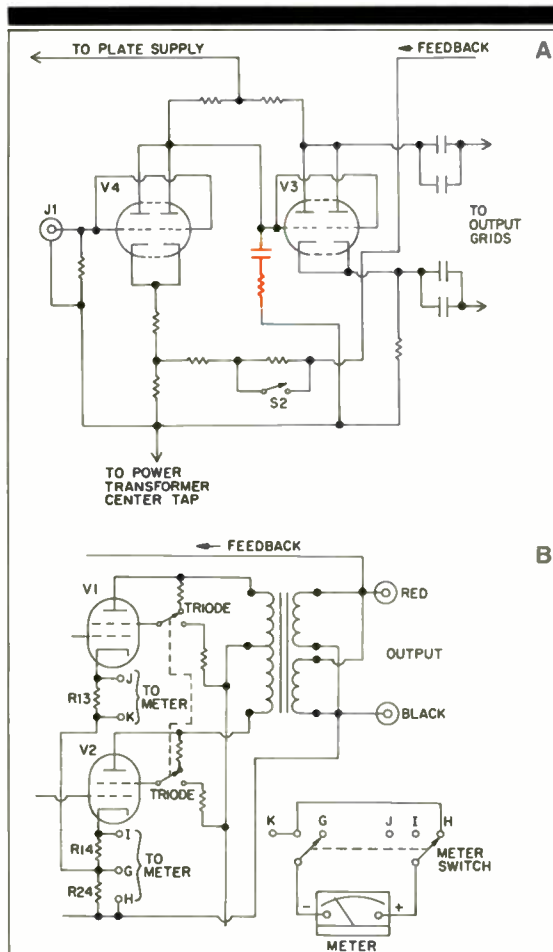 A
TO PLATE SUPPLY
FEEDBACK
V4
V3
J1
TO
OUTPUT
GRIDS
S2
TO POWER
TRANSFORMER
CENTER TAP
B
FEEDBACK
V1
TRIODE
RED
OUTPUT
J
R13
TO
METER
K
BLACK
V2
TRIODE
I
R14
TO
G
METER
R24
H
K G J I H
METER
SWITCH
- +
METER